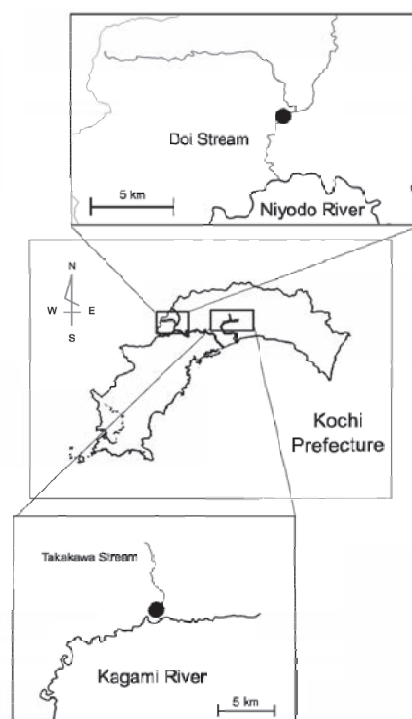 Doi Stream
5 km
Niyodo River
N
W E
S
Kochi
Prefecture
Takakawa Stream
Kagami River
5 km